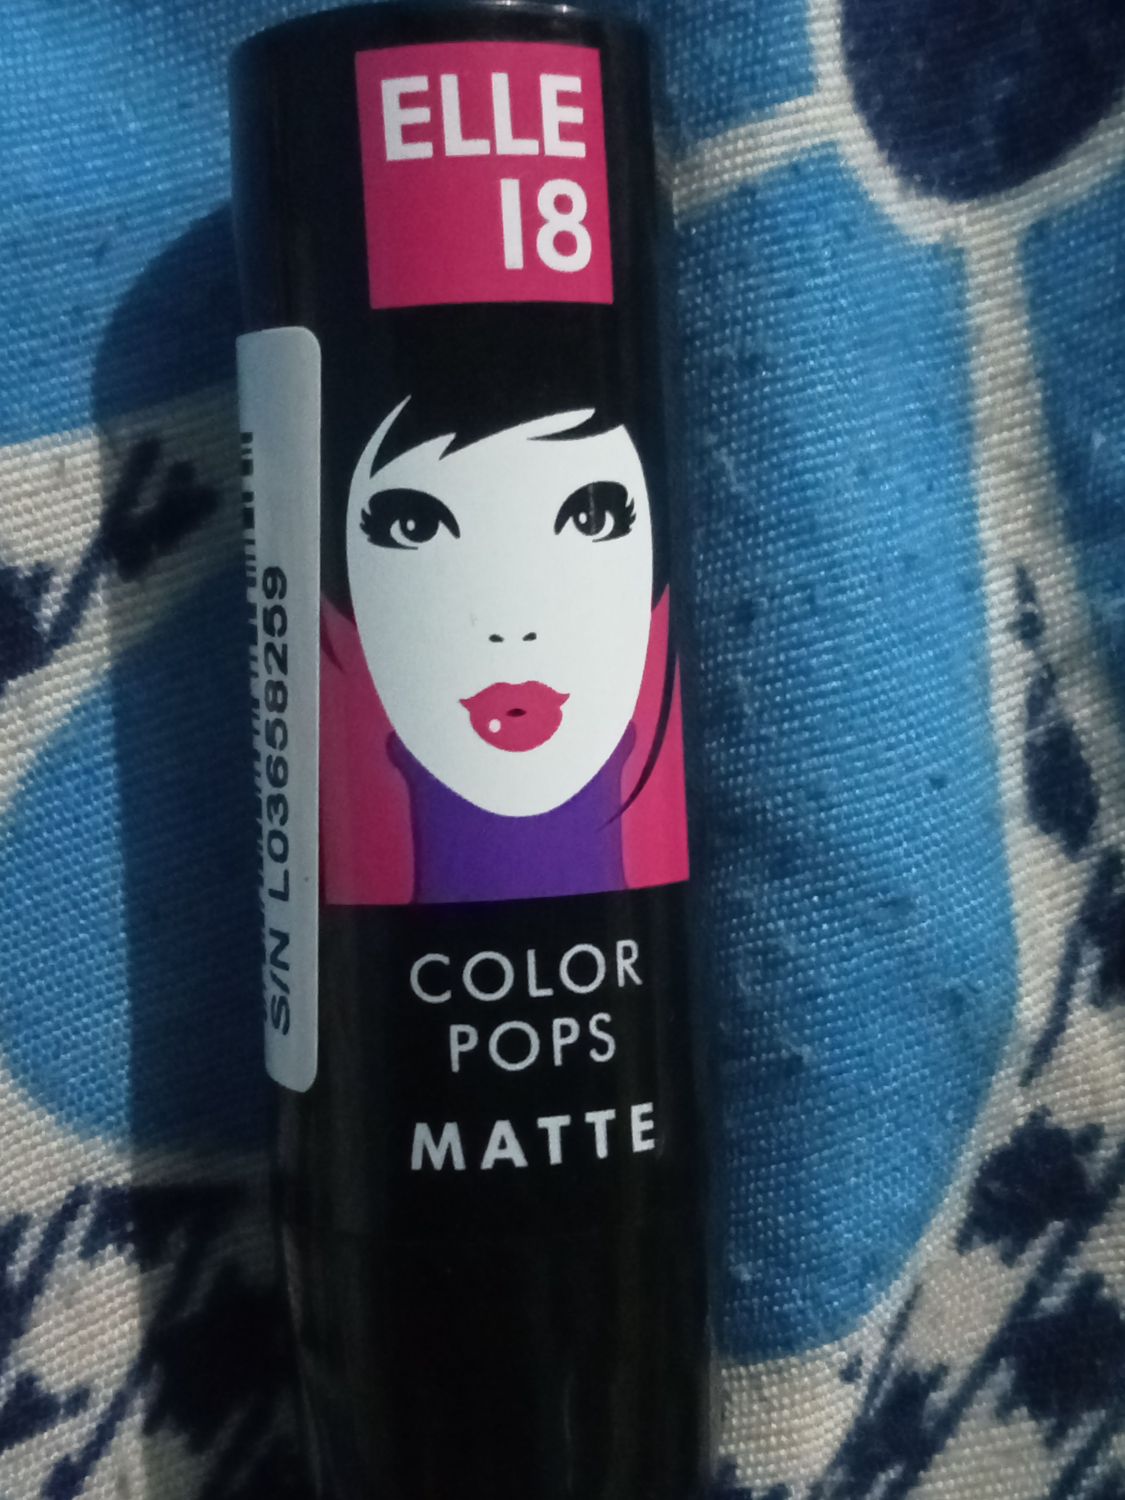 ELLE
18
S/N L03658259
COLOR
POPS
MATTE